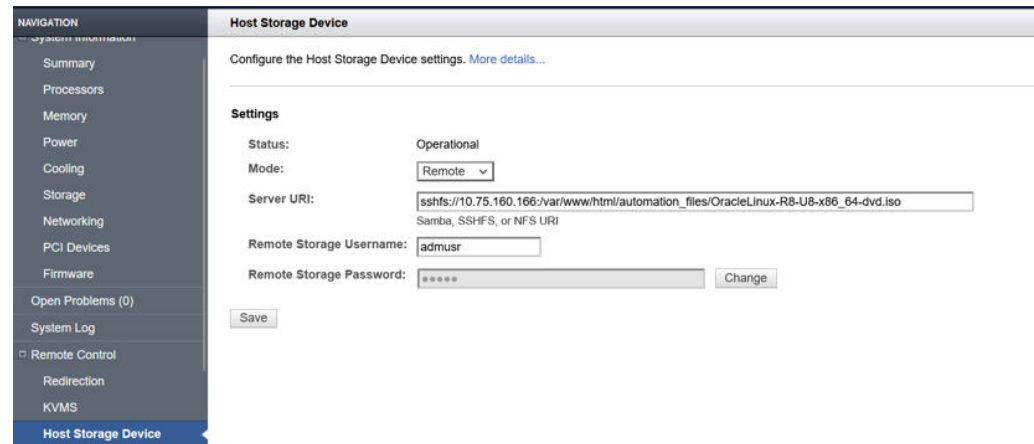 NAVIGATION
System Information
Summary
Processors
Memory
Power
Cooling
Storage
Networking
PCI Devices
Firmware
Open Problems (0)
System Log
Remote Control
Redirection
KVMS
Host Storage Device
Host Storage Device
Configure the Host Storage Device settings. More details...
Settings
Status: Operational
Mode: Remote
Server URI: sshfs://10.75.160.166:/var/www/html/automation_files/OracleLinux-R8-U8-x86_64-dvd.iso
Samba, SSHFS, or NFS URI
Remote Storage Username: admusr
Remote Storage Password: ●●●●● Change
Save